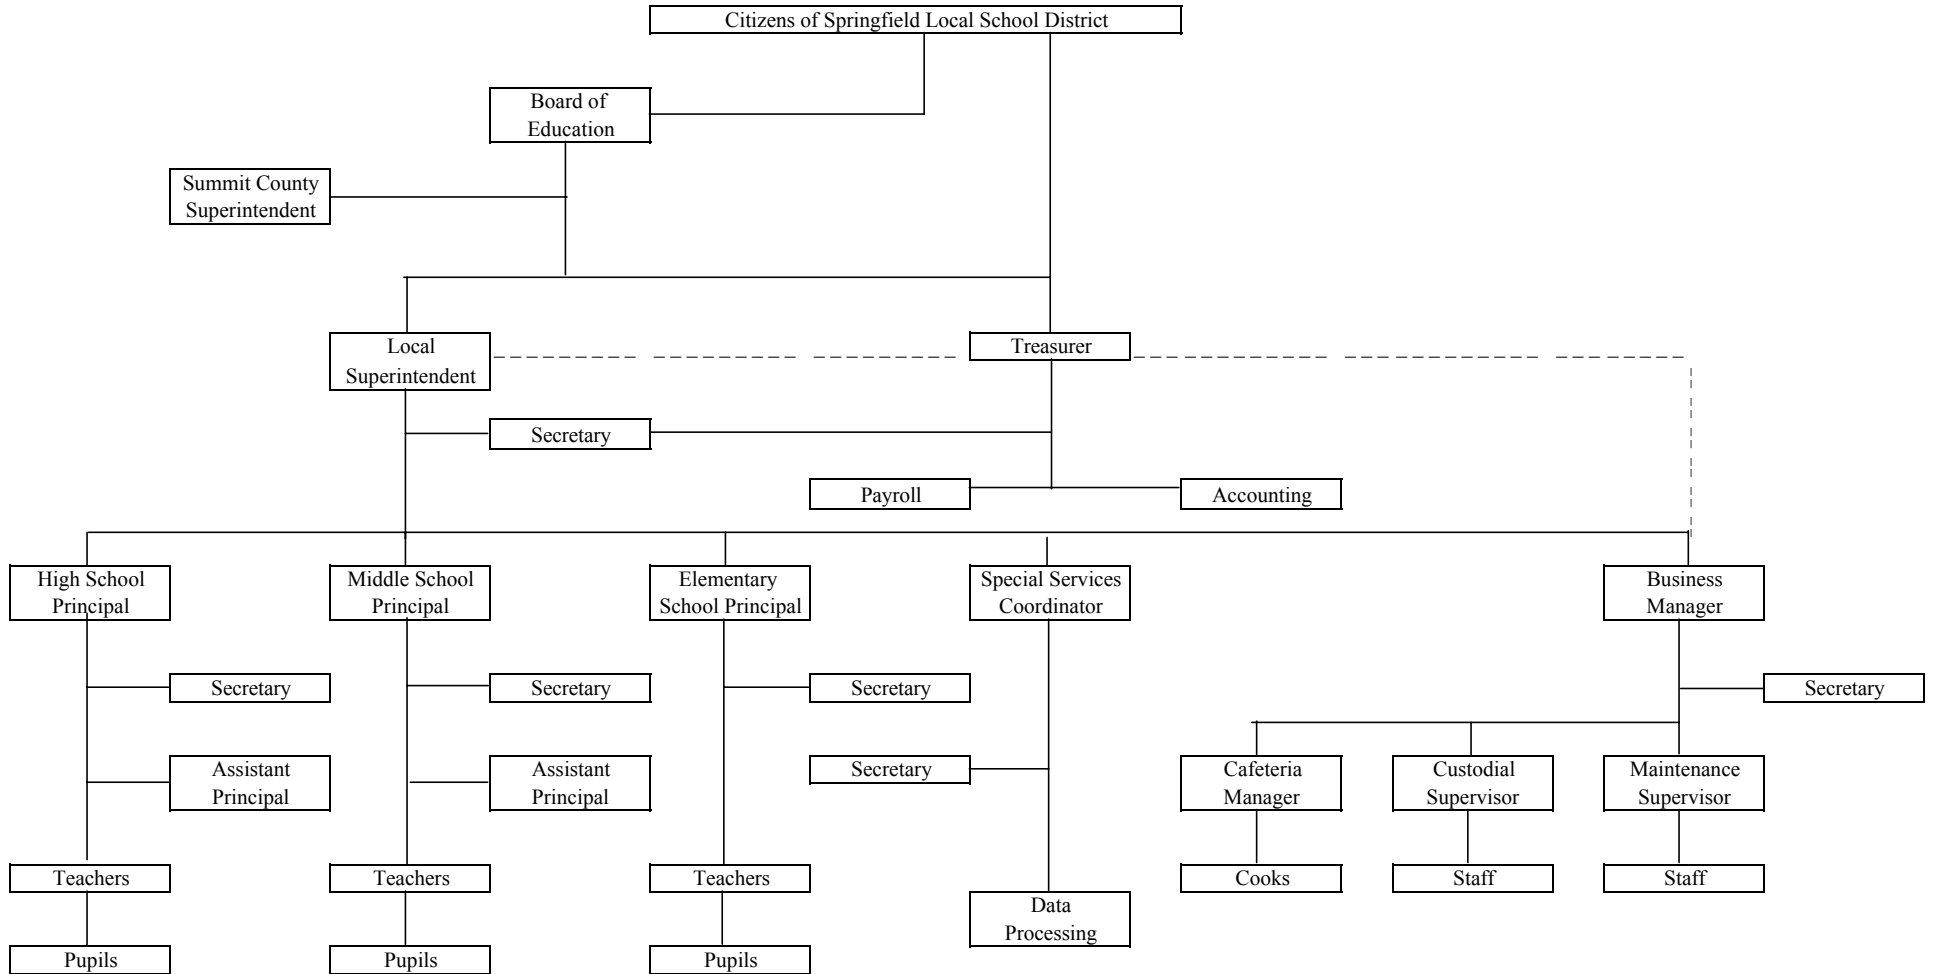 Citizens of Springfield Local School District
Board of
Education
Summit County
Superintendent
Local
Superintendent
Treasurer
Secretary
Payroll
Accounting
High School
Principal
Middle School
Principal
Elementary
School Principal
Special Services
Coordinator
Business
Manager
Secretary
Secretary
Secretary
Secretary
Assistant
Principal
Assistant
Principal
Secretary
Cafeteria
Manager
Custodial
Supervisor
Maintenance
Supervisor
Teachers
Teachers
Teachers
Cooks
Staff
Staff
Data
Processing
Pupils
Pupils
Pupils